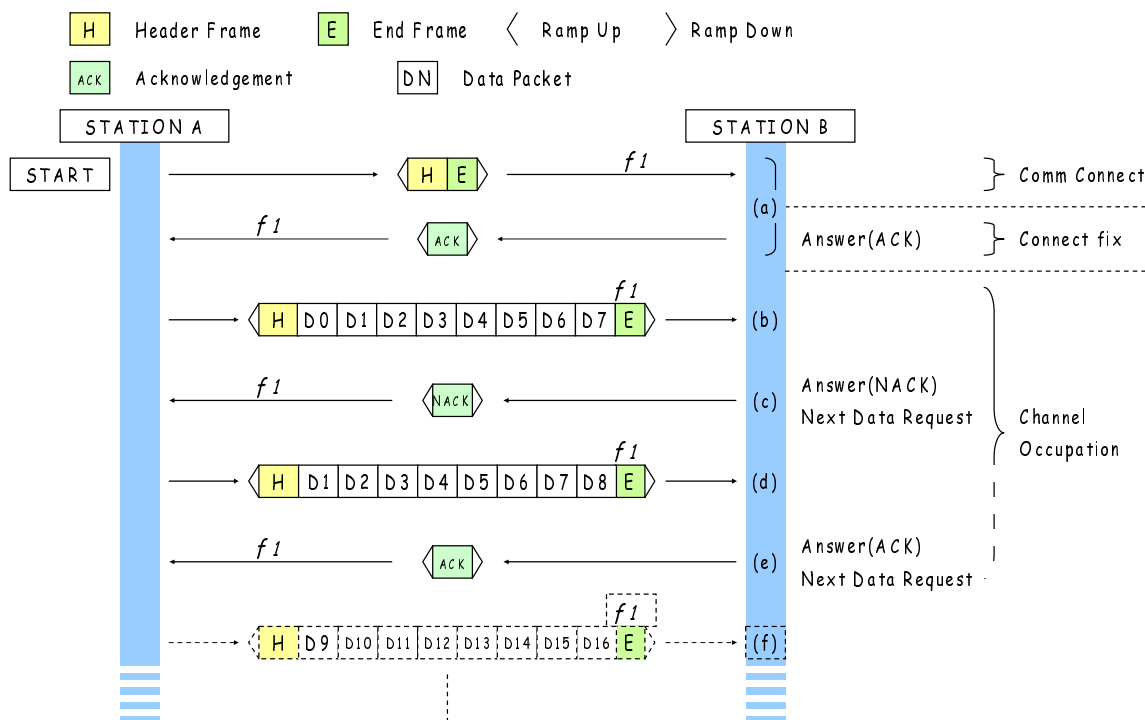 H Header Frame E End Frame Ramp Up Ramp Down
ACK Acknowledgement DN Data Packet
STATION A STATION B
START H E f1 Comm Connect
(a)
f1 ACK Answer(ACK) Connect fix
f1
H D0 D1 D2 D3 D4 D5 D6 D7 E (b)
f1 NACK (c) Answer(NACK)
Next Data Request
Channel
Occupation
f1
H D1 D2 D3 D4 D5 D6 D7 D8 E (d)
f1 ACK (e) Answer(ACK)
Next Data Request
f1
H D9 D10 D11 D12 D13 D14 D15 D16 E (f)